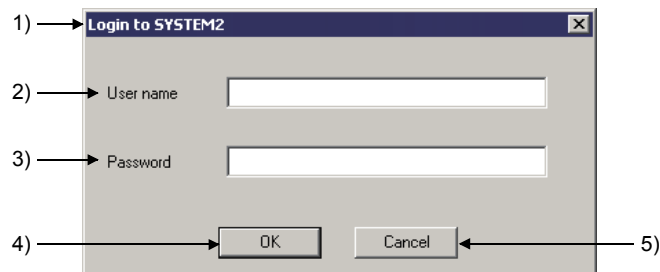 1) Login to SYSTEM2
2) User name
3) Password
4) OK Cancel 5)